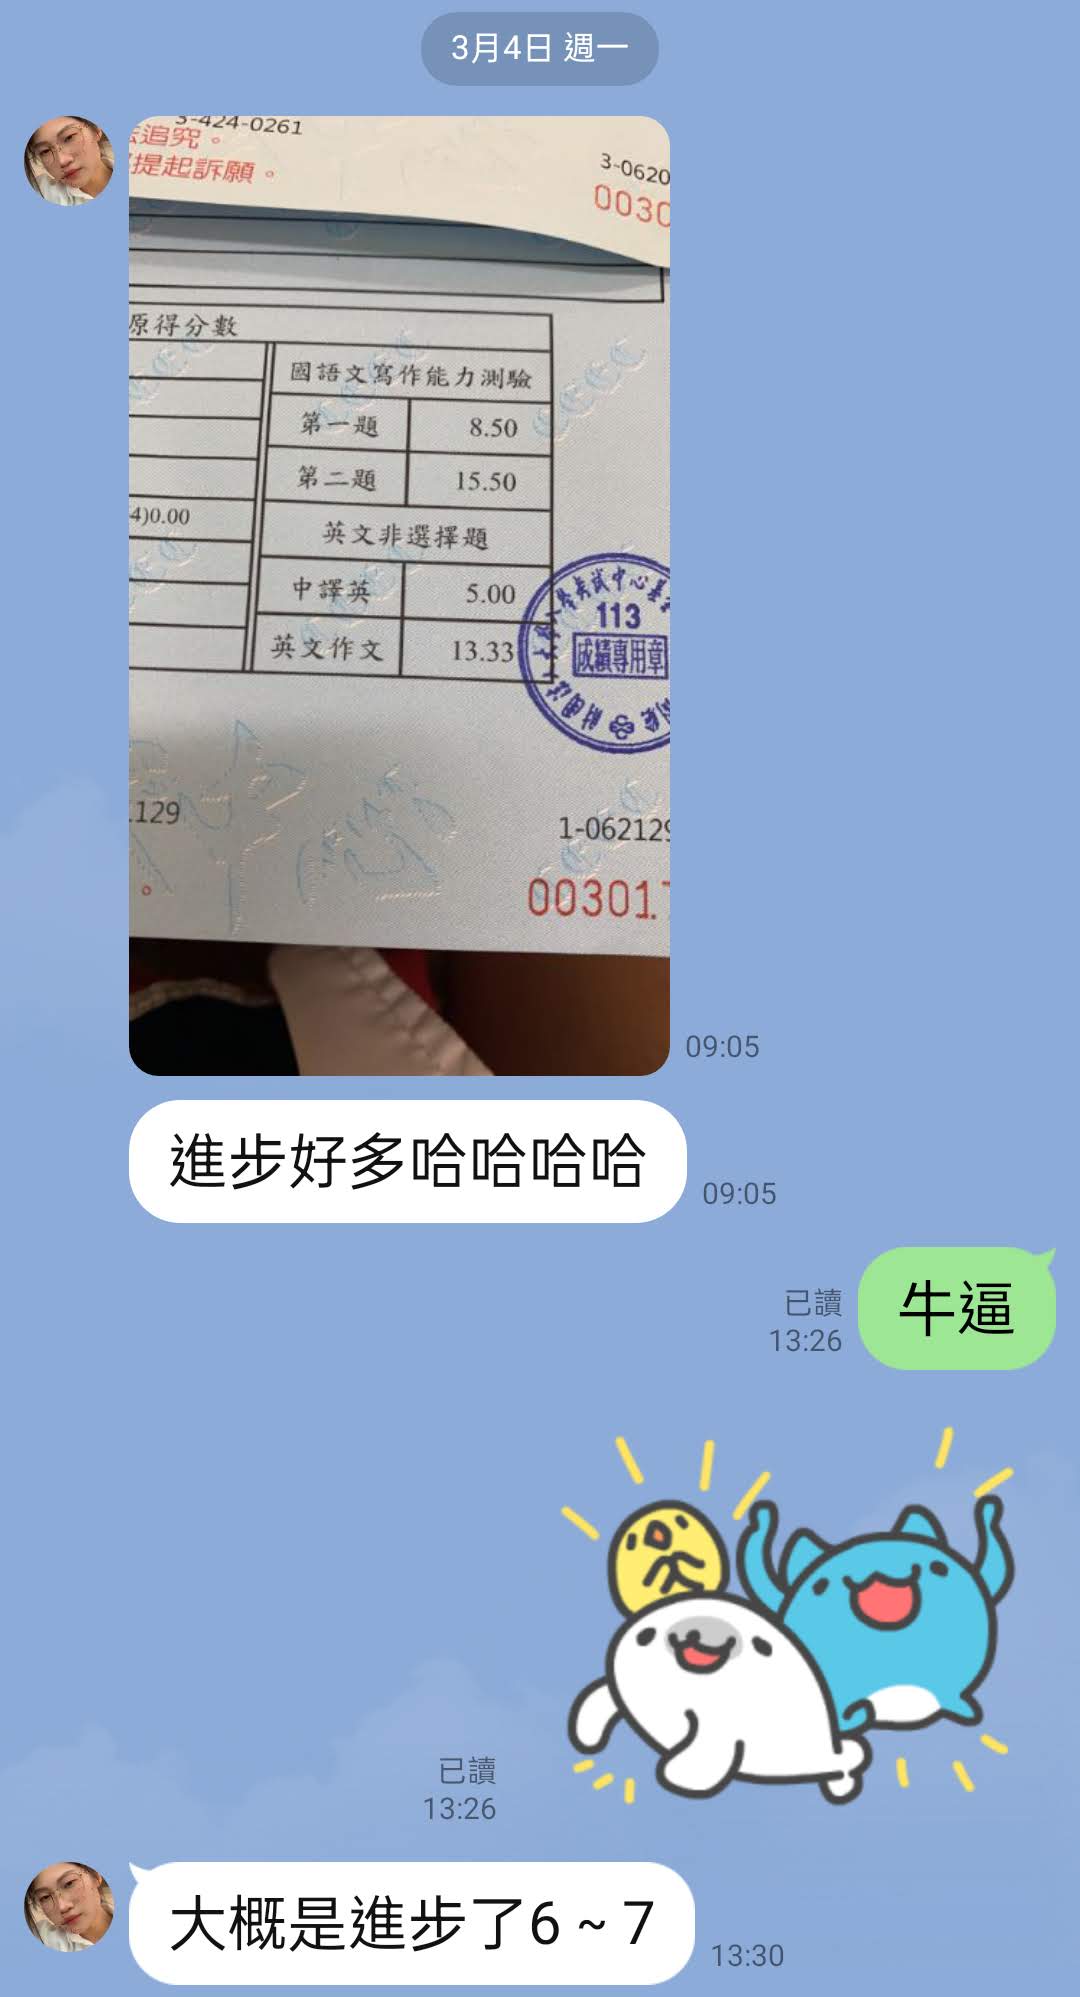 3月4日 週一
3-424-0261
追究。
提起訴願。
3-0620
0030
原得分數
國語文寫作能力測驗
第一題 8.50
第二題 15.50
4)0.00
英文非選擇題
中譯英 5.00
英文作文 13.33
113
成績專用章
129
1-062129
003017
09:05
進步好多哈哈哈哈
09:05
牛逼
已讀
13:26
已讀
13:26
大概是進步了6 ~ 7
13:30